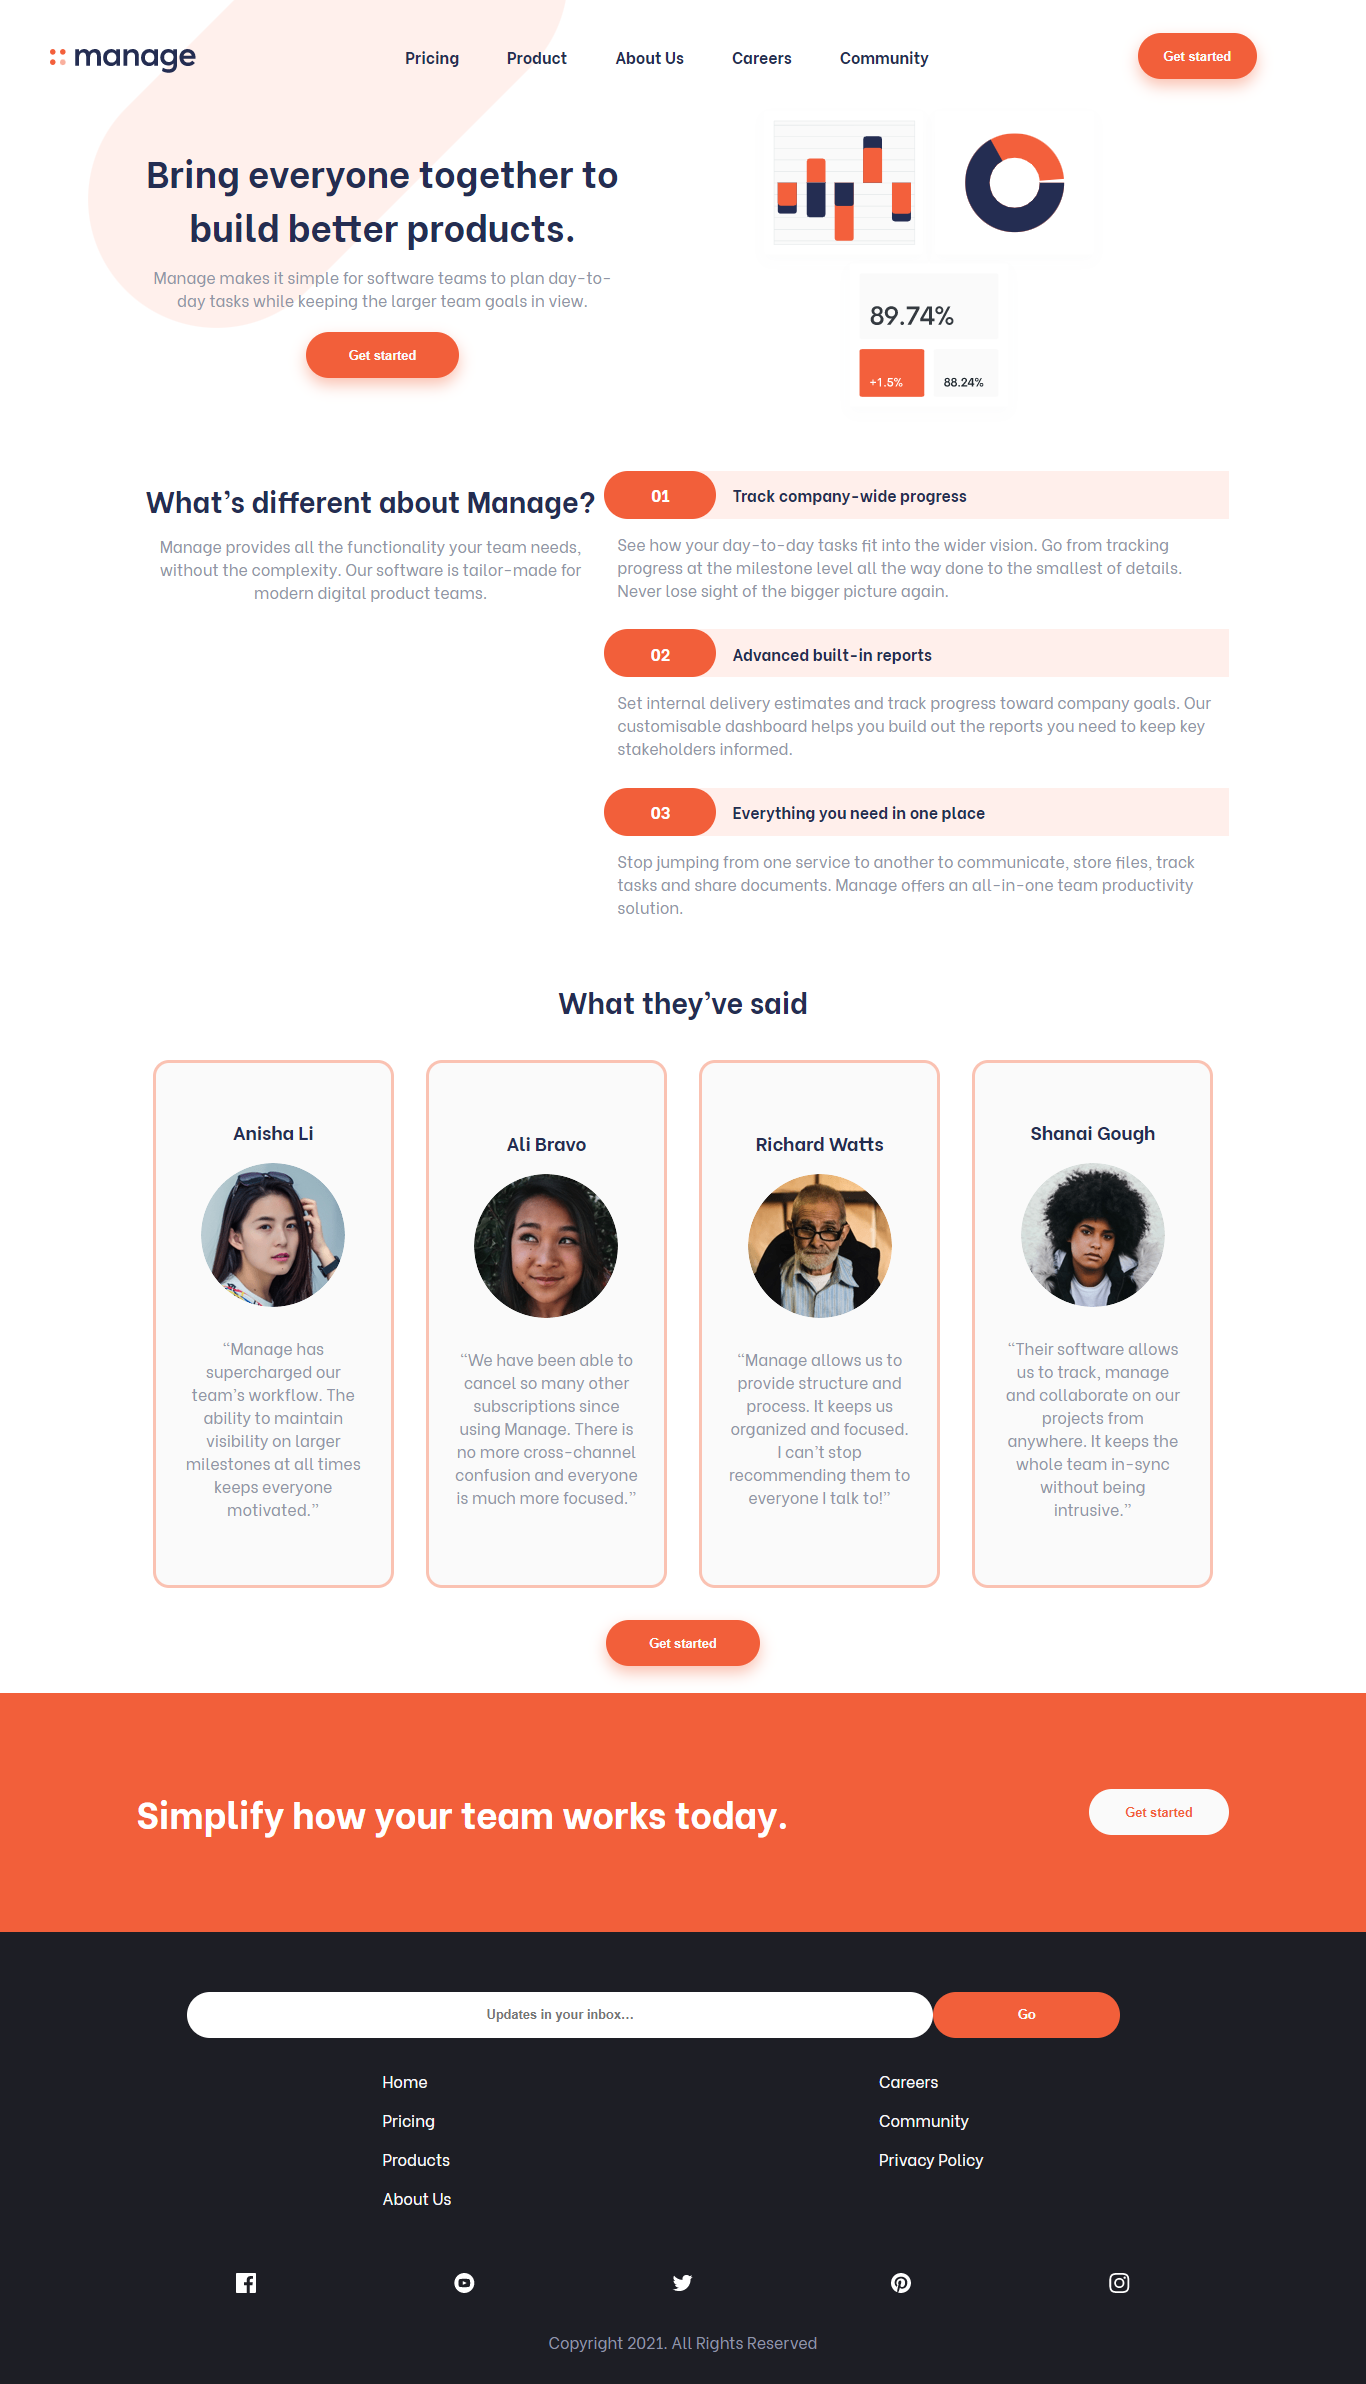 manage
Pricing Product About Us Careers Community
Get started
Bring everyone together to
build better products.
Manage makes it simple for software teams to plan day-to-
day tasks while keeping the larger team goals in view.
Get started
89.74%
+1.5% 88.24%
What’s different about Manage?
Manage provides all the functionality your team needs,
without the complexity. Our software is tailor-made for
modern digital product teams.
01 Track company-wide progress
See how your day-to-day tasks fit into the wider vision. Go from tracking
progress at the milestone level all the way done to the smallest of details.
Never lose sight of the bigger picture again.
02 Advanced built-in reports
Set internal delivery estimates and track progress toward company goals. Our
customisable dashboard helps you build out the reports you need to keep key
stakeholders informed.
03 Everything you need in one place
Stop jumping from one service to another to communicate, store files, track
tasks and share documents. Manage offers an all-in-one team productivity
solution.
What they’ve said
Anisha Li
“Manage has
supercharged our
team’s workflow. The
ability to maintain
visibility on larger
milestones at all times
keeps everyone
motivated.”
Ali Bravo
“We have been able to
cancel so many other
subscriptions since
using Manage. There is
no more cross-channel
confusion and everyone
is much more focused.”
Richard Watts
“Manage allows us to
provide structure and
process. It keeps us
organized and focused.
I can’t stop
recommending them to
everyone I talk to!”
Shanai Gough
“Their software allows
us to track, manage
and collaborate on our
projects from
anywhere. It keeps the
whole team in-sync
without being
intrusive.”
Get started
Simplify how your team works today.
Get started
Updates in your inbox...
Go
Home
Pricing
Products
About Us
Careers
Community
Privacy Policy
Copyright 2021. All Rights Reserved